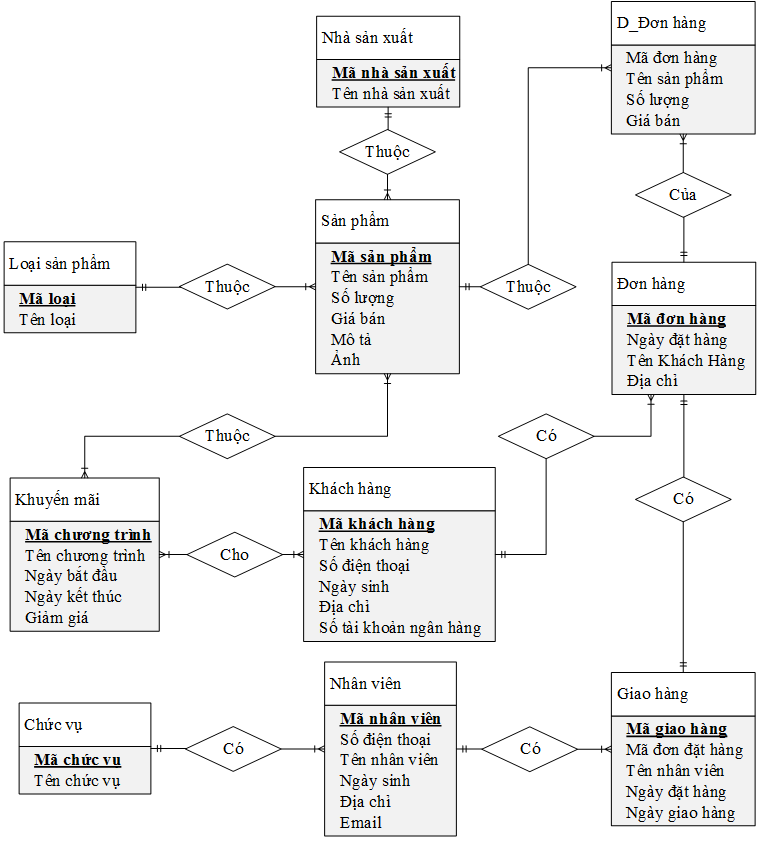 Nhà sản xuất
Mã nhà sản xuất
Tên nhà sản xuất
D_Đơn hàng
Mã đơn hàng
Tên sản phẩm
Số lượng
Giá bán
Thuộc
Của
Sản phẩm
Mã sản phẩm
Tên sản phẩm
Số lượng
Giá bán
Mô tả
Ảnh
Loại sản phẩm
Mã loại
Tên loại
Thuộc
Thuộc
Đơn hàng
Mã đơn hàng
Ngày đặt hàng
Tên Khách Hàng
Địa chỉ
Thuộc
Có
Khuyến mãi
Mã chương trình
Tên chương trình
Ngày bắt đầu
Ngày kết thúc
Giảm giá
Cho
Khách hàng
Mã khách hàng
Tên khách hàng
Số điện thoại
Ngày sinh
Địa chỉ
Số tài khoản ngân hàng
Có
Chức vụ
Mã chức vụ
Tên chức vụ
Có
Nhân viên
Mã nhân viên
Số điện thoại
Tên nhân viên
Ngày sinh
Địa chỉ
Email
Có
Giao hàng
Mã giao hàng
Mã đơn đặt hàng
Tên nhân viên
Ngày đặt hàng
Ngày giao hàng